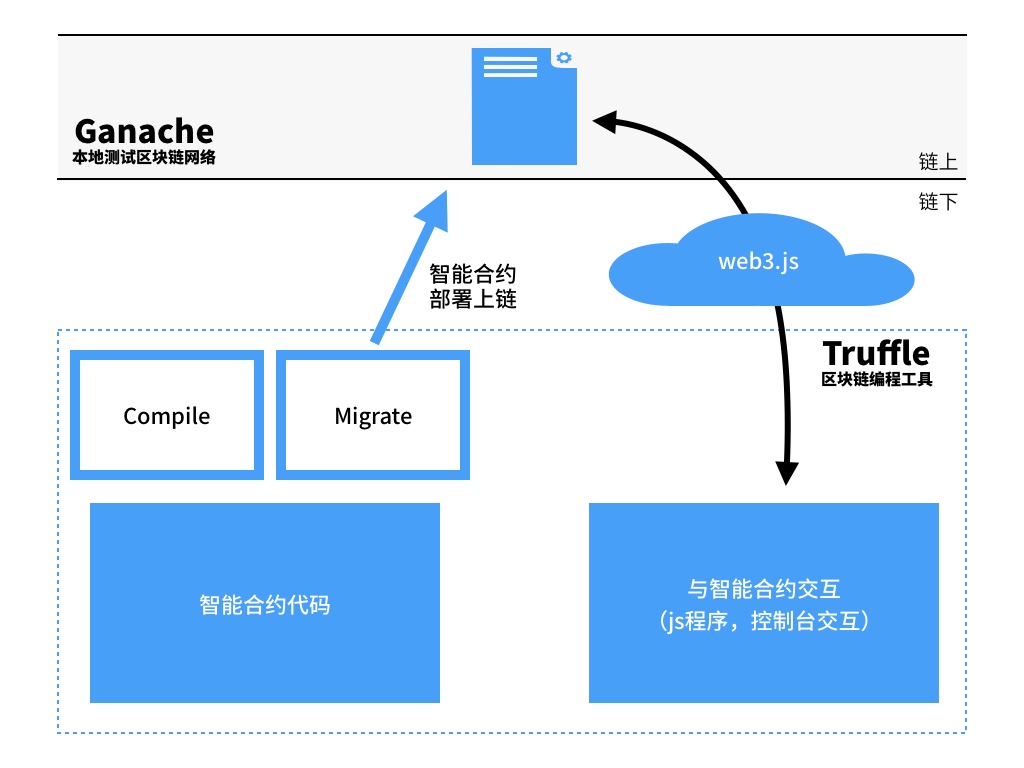 Ganache
本地测试区块链网络
链上
链下
智能合约
部署上链
web3.js
Truffle
区块链编程工具
Compile
Migrate
智能合约代码
与智能合约交互
（js程序，控制台交互）